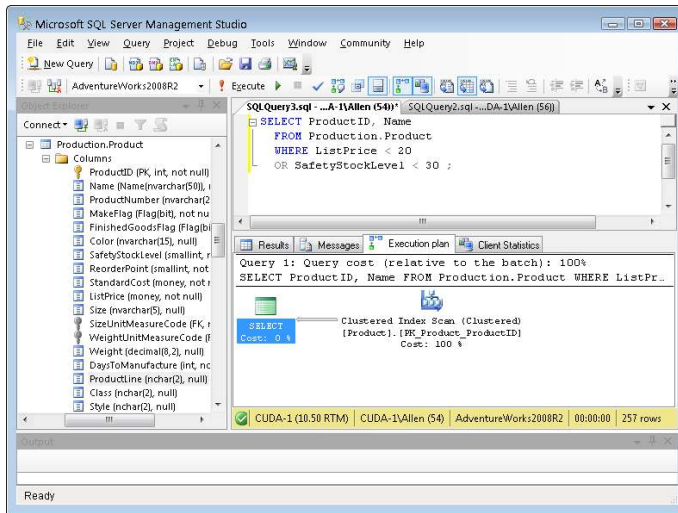 Microsoft SQL Server Management Studio
File Edit View Query Project Debug Tools Window Community Help
New Query
AdventureWorks2008R2 Execute
Object Explorer
SQLQuery3.sql - ...A-1\Allen (54))* SQLQuery2.sql -...DA-1\Allen (56))
Connect
Production.Product
Columns
ProductID (PK, int, not null)
Name (Name(nvarchar(50)),
ProductNumber (nvarchar(2
MakeFlag (Flag(bit), not nu
FinishedGoodsFlag (Flag(bi
Color (nvarchar(15), null)
SafetyStockLevel (smallint, r
ReorderPoint (smallint, not
StandardCost (money, not r
ListPrice (money, not null)
Size (nvarchar(5), null)
SizeUnitMeasureCode (FK, r
WeightUnitMeasureCode (F
Weight (decimal(8,2), null)
DaysToManufacture (int, nc
ProductLine (nchar(2), null)
Class (nchar(2), null)
Style (nchar(2), null)
SELECT ProductID, Name
FROM Production.Product
WHERE ListPrice < 20
OR SafetyStockLevel < 30 ;
Results Messages Execution plan Client Statistics
Query 1: Query cost (relative to the batch): 100%
SELECT ProductID, Name FROM Production.Product WHERE ListPr...
SELECT
Cost: 0 %
Clustered Index Scan (Clustered)
[Product].[PK_Product_ProductID]
Cost: 100 %
CUDA-1 (10.50 RTM) CUDA-1\Allen (54) AdventureWorks2008R2 00:00:00 257 rows
Output
Ready